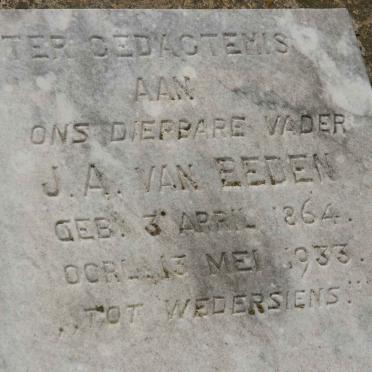 TER GEDAGTENIS
AAN
ONS DIERBARE VADER
J. A. VAN EEDEN
GEB. 3 APRIL 1864.
OORL. 13 MEI 1933.
„TOT WEDERSIENS."